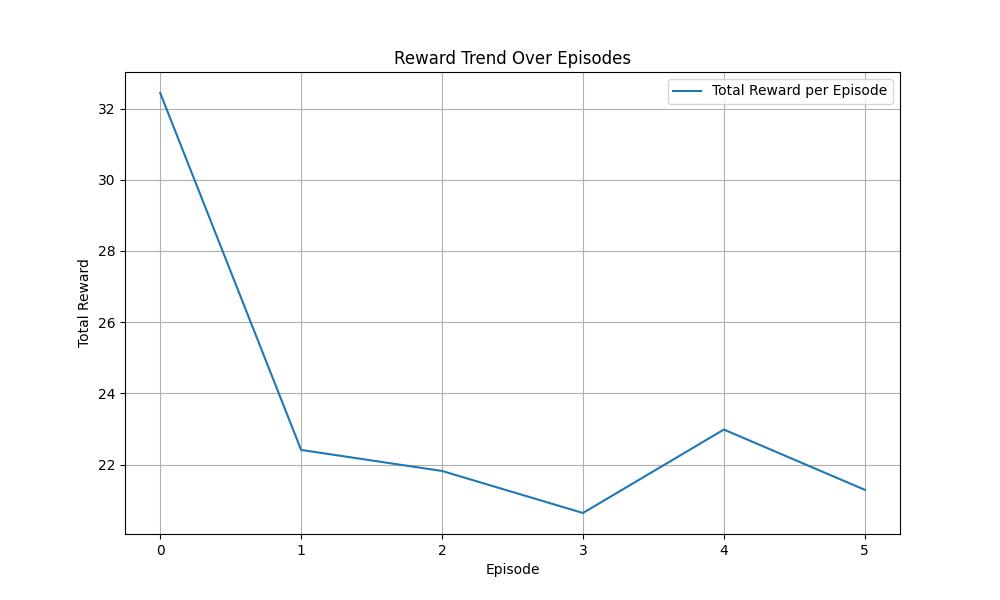 Reward Trend Over Episodes
Total Reward per Episode
Total Reward
32
30
28
26
24
22
0 1 2 3 4 5
Episode